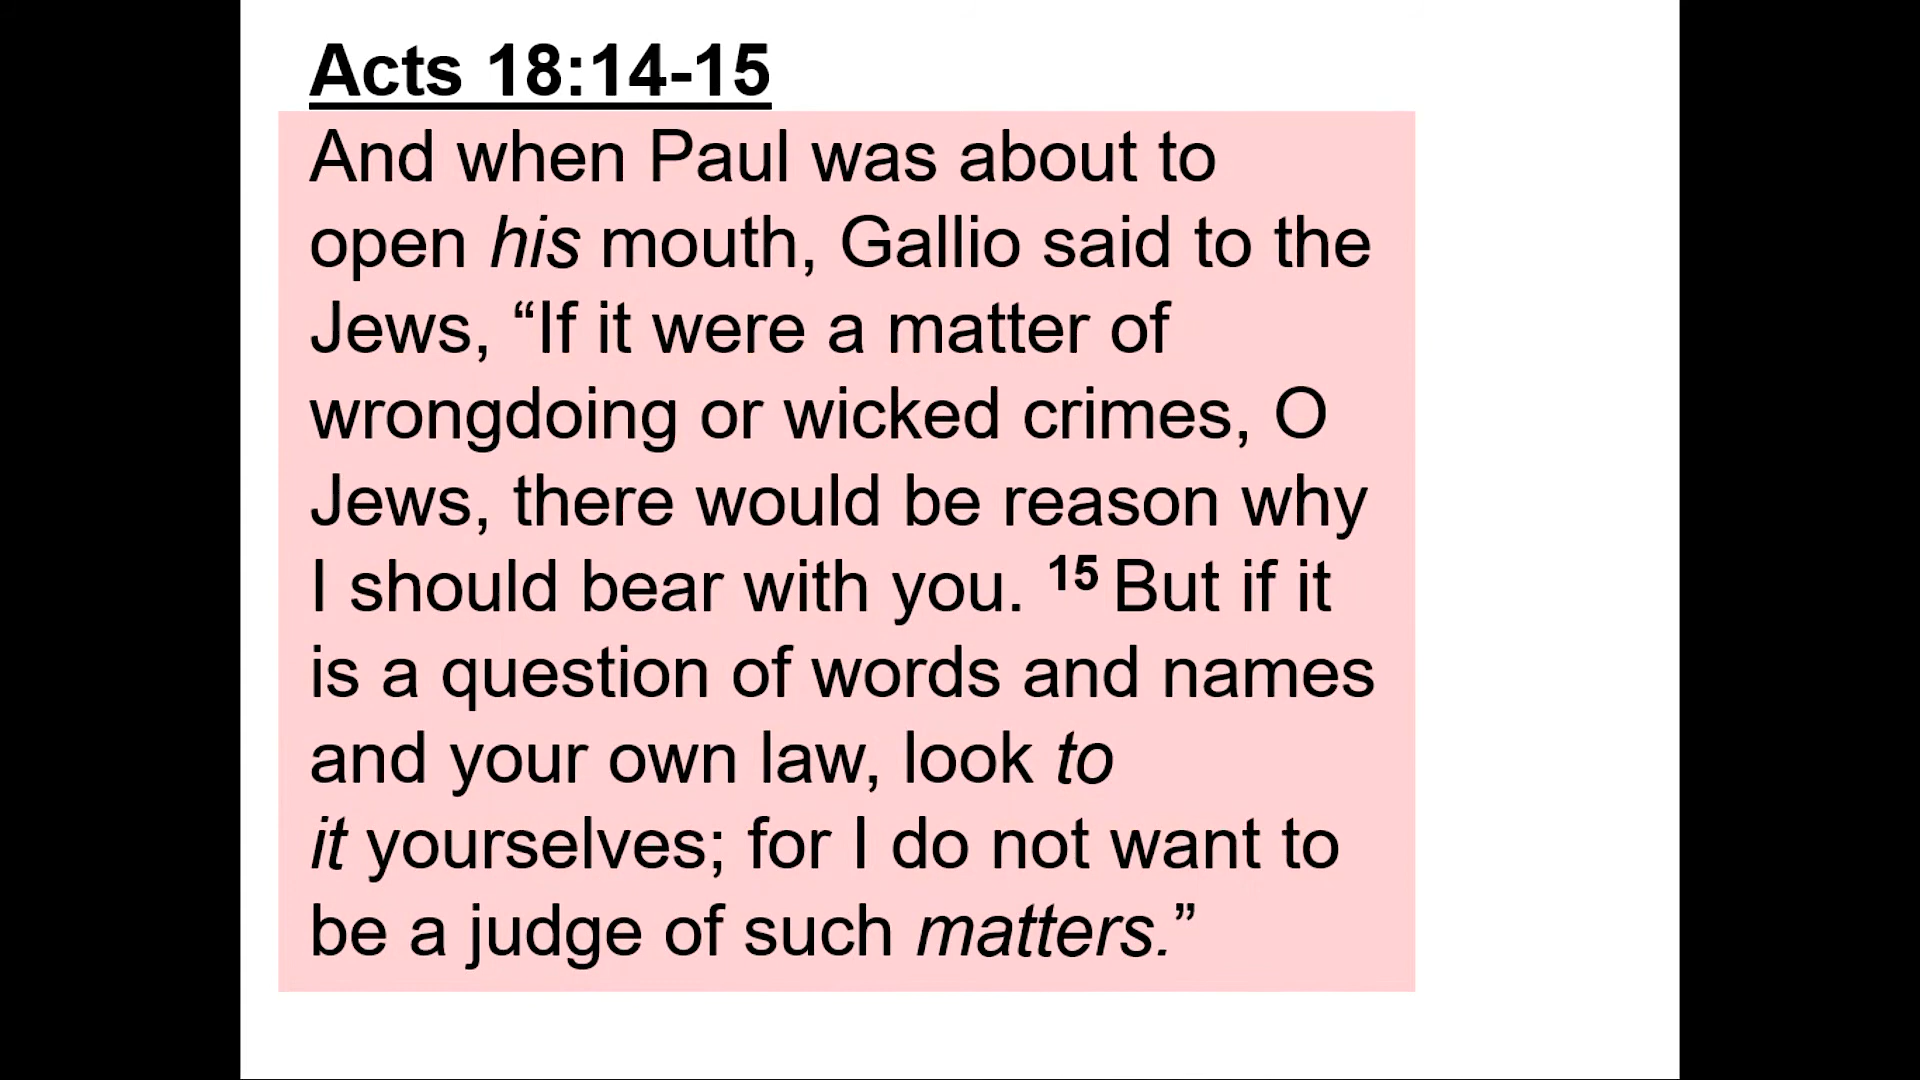 Acts 18:14-15
And when Paul was about to
open his mouth, Gallio said to the
Jews, “If it were a matter of
wrongdoing or wicked crimes, O
Jews, there would be reason why
I should bear with you. 15 But if it
is a question of words and names
and your own law, look to
it yourselves; for I do not want to
be a judge of such matters.”